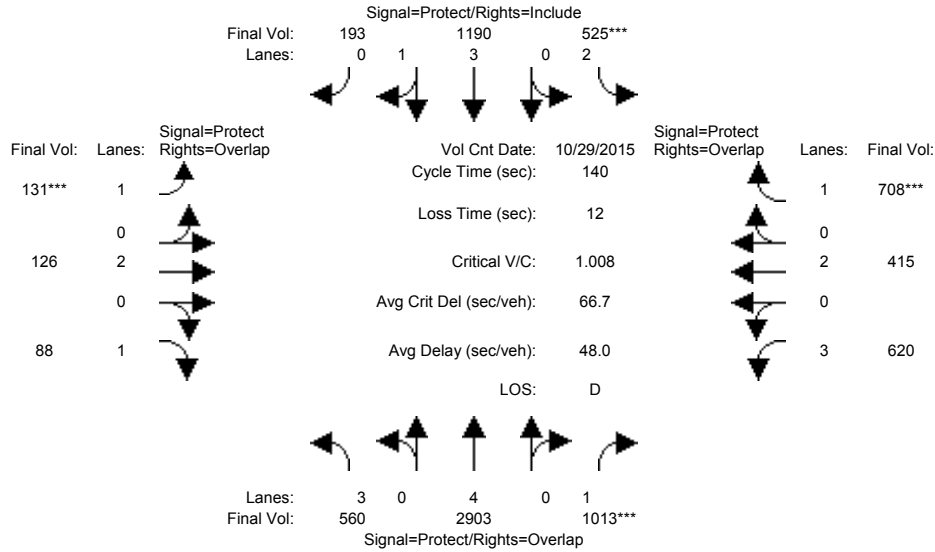 Signal=Protect/Rights=Include
Final Vol: 193 1190 525***
Lanes: 0 1 3 0 2
Signal=Protect Signal=Protect
Final Vol: Lanes: Rights=Overlap Vol Cnt Date: 10/29/2015 Rights=Overlap Lanes: Final Vol:
Cycle Time (sec): 140
131*** 1 1 708***
Loss Time (sec): 12
0 0
126 2 Critical V/C: 1.008 2 415
0 Avg Crit Del (sec/veh): 66.7 0
88 1 Avg Delay (sec/veh): 48.0 3 620
LOS: D
Lanes: 3 0 4 0 1
Final Vol: 560 2903 1013***
Signal=Protect/Rights=Overlap